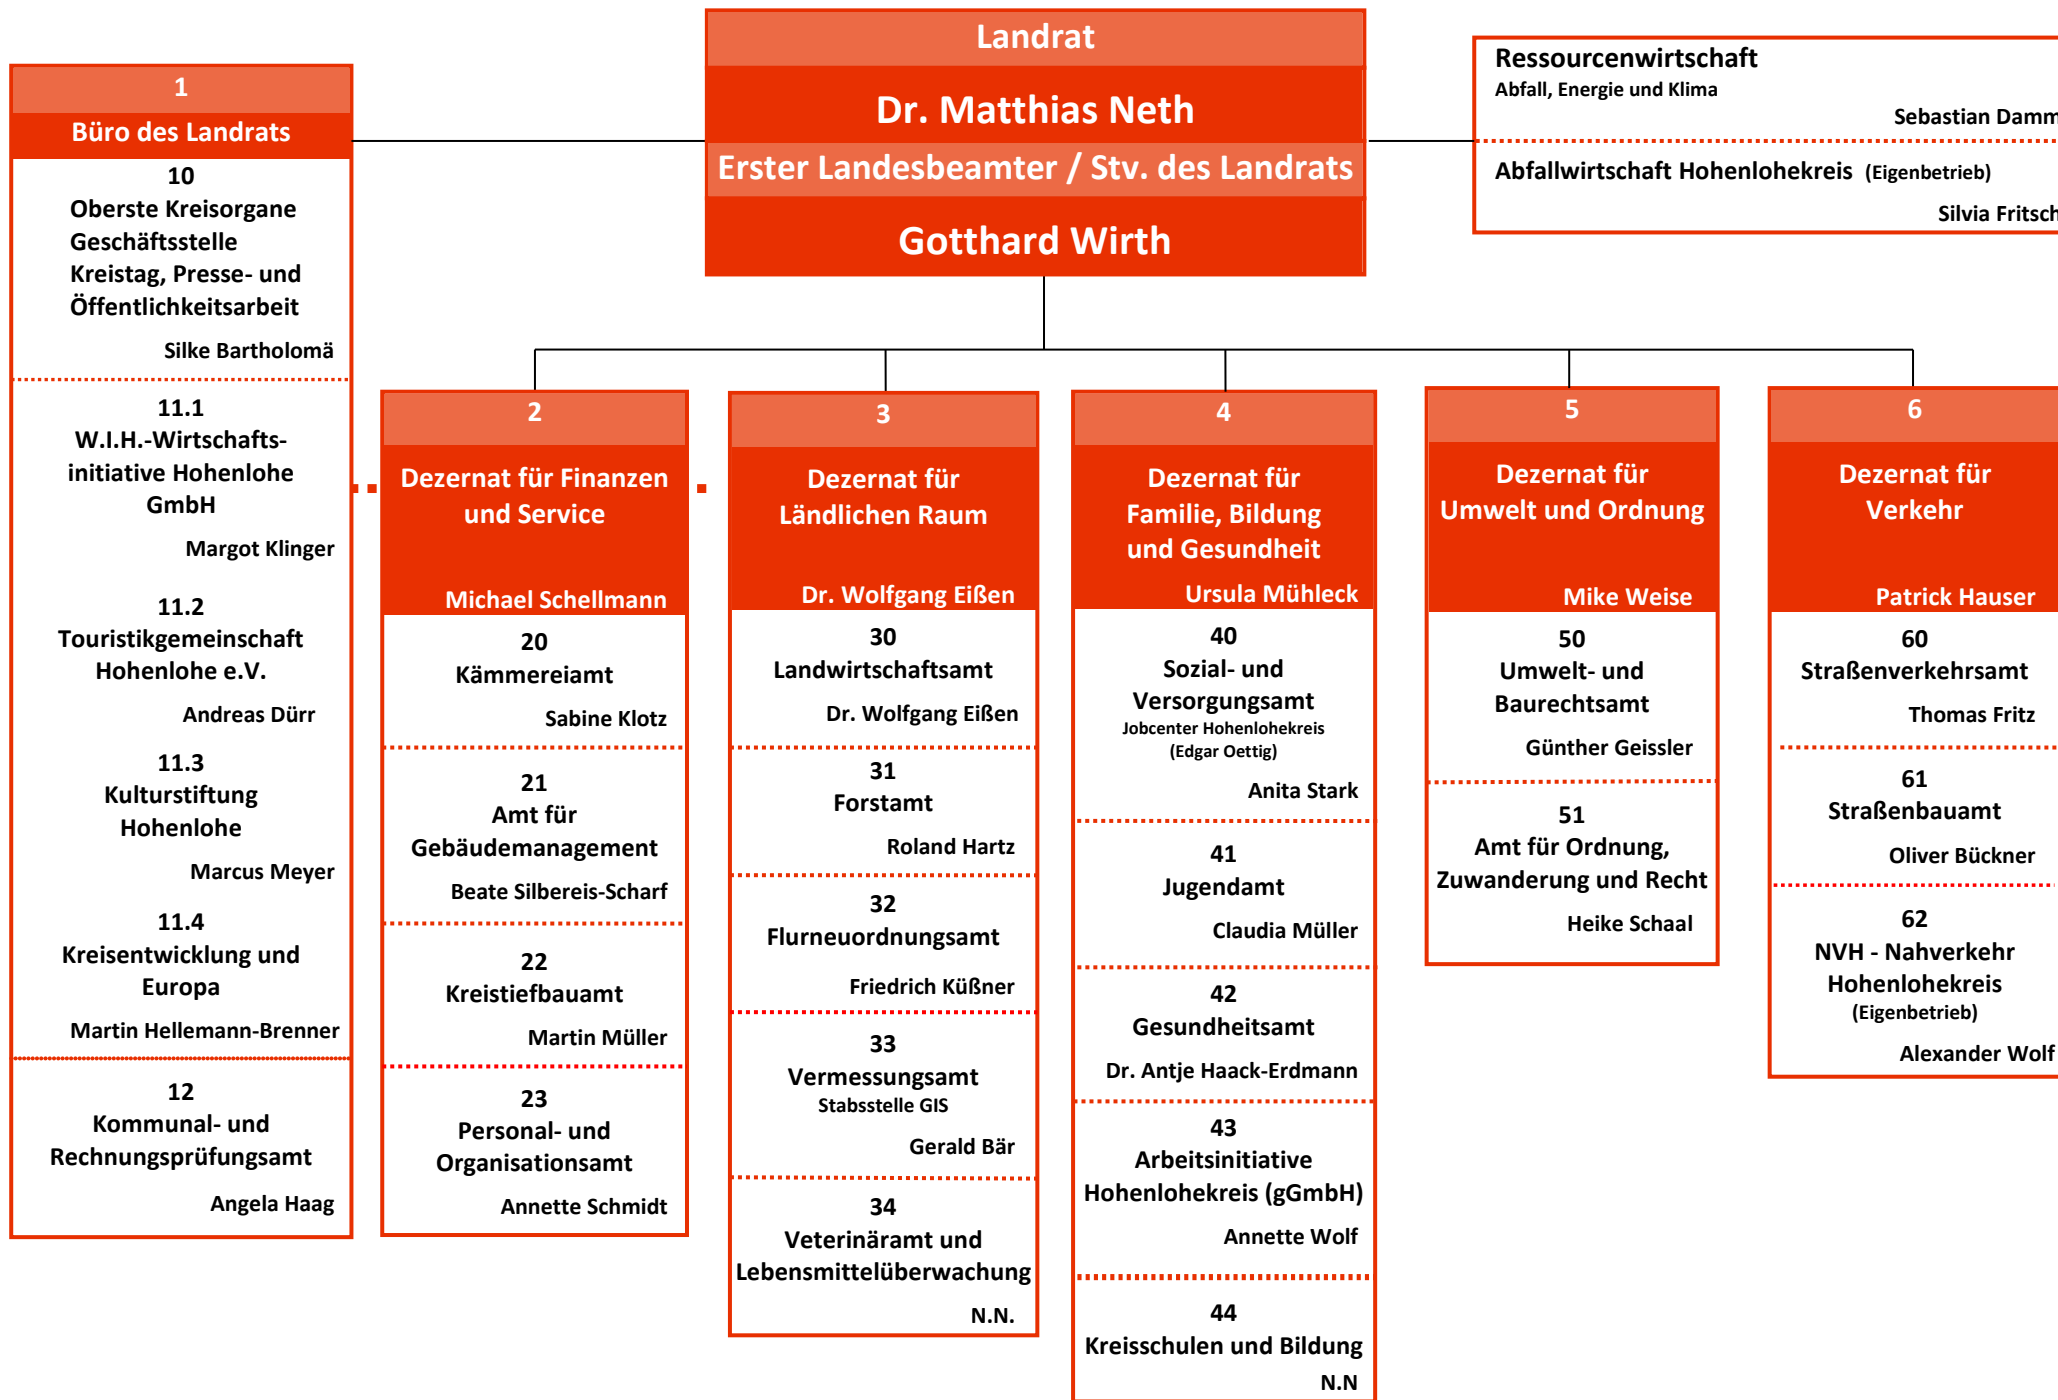 Landrat
Dr. Matthias Neth
Erster Landesbeamter / Stv. des Landrats
Gotthard Wirth
Ressourcenwirtschaft
Abfall, Energie und Klima
Sebastian Damm
Abfallwirtschaft Hohenlohekreis (Eigenbetrieb)
Silvia Fritsch
1
Büro des Landrats
10
Oberste Kreisorgane
Geschäftsstelle
Kreistag, Presse- und
Öffentlichkeitsarbeit
Silke Bartholomä
11.1
W.I.H.-Wirtschafts-
initiative Hohenlohe
GmbH
Margot Klinger
11.2
Touristikgemeinschaft
Hohenlohe e.V.
Andreas Dürr
11.3
Kulturstiftung
Hohenlohe
Marcus Meyer
11.4
Kreisentwicklung und
Europa
Martin Hellemann-Brenner
12
Kommunal- und
Rechnungsprüfungsamt
Angela Haag
2
Dezernat für Finanzen
und Service
Michael Schellmann
20
Kämmereiamt
Sabine Klotz
21
Amt für
Gebäudemanagement
Beate Silbereis-Scharf
22
Kreistiefbauamt
Martin Müller
23
Personal- und
Organisationsamt
Annette Schmidt
3
Dezernat für
Ländlichen Raum
Dr. Wolfgang Eißen
30
Landwirtschaftsamt
Dr. Wolfgang Eißen
31
Forstamt
Roland Hartz
32
Flurneuordnungsamt
Friedrich Küßner
33
Vermessungsamt
Stabsstelle GIS
Gerald Bär
34
Veterinäramt und
Lebensmittelüberwachung
N.N.
4
Dezernat für
Familie, Bildung
und Gesundheit
Ursula Mühleck
40
Sozial- und
Versorgungsamt
Jobcenter Hohenlohekreis
(Edgar Oettig)
Anita Stark
41
Jugendamt
Claudia Müller
42
Gesundheitsamt
Dr. Antje Haack-Erdmann
43
Arbeitsinitiative
Hohenlohekreis (gGmbH)
Annette Wolf
44
Kreisschulen und Bildung
N.N
5
Dezernat für
Umwelt und Ordnung
Mike Weise
50
Umwelt- und
Baurechtsamt
Günther Geissler
51
Amt für Ordnung,
Zuwanderung und Recht
Heike Schaal
6
Dezernat für
Verkehr
Patrick Hauser
60
Straßenverkehrsamt
Thomas Fritz
61
Straßenbauamt
Oliver Bückner
62
NVH - Nahverkehr
Hohenlohekreis
(Eigenbetrieb)
Alexander Wolf